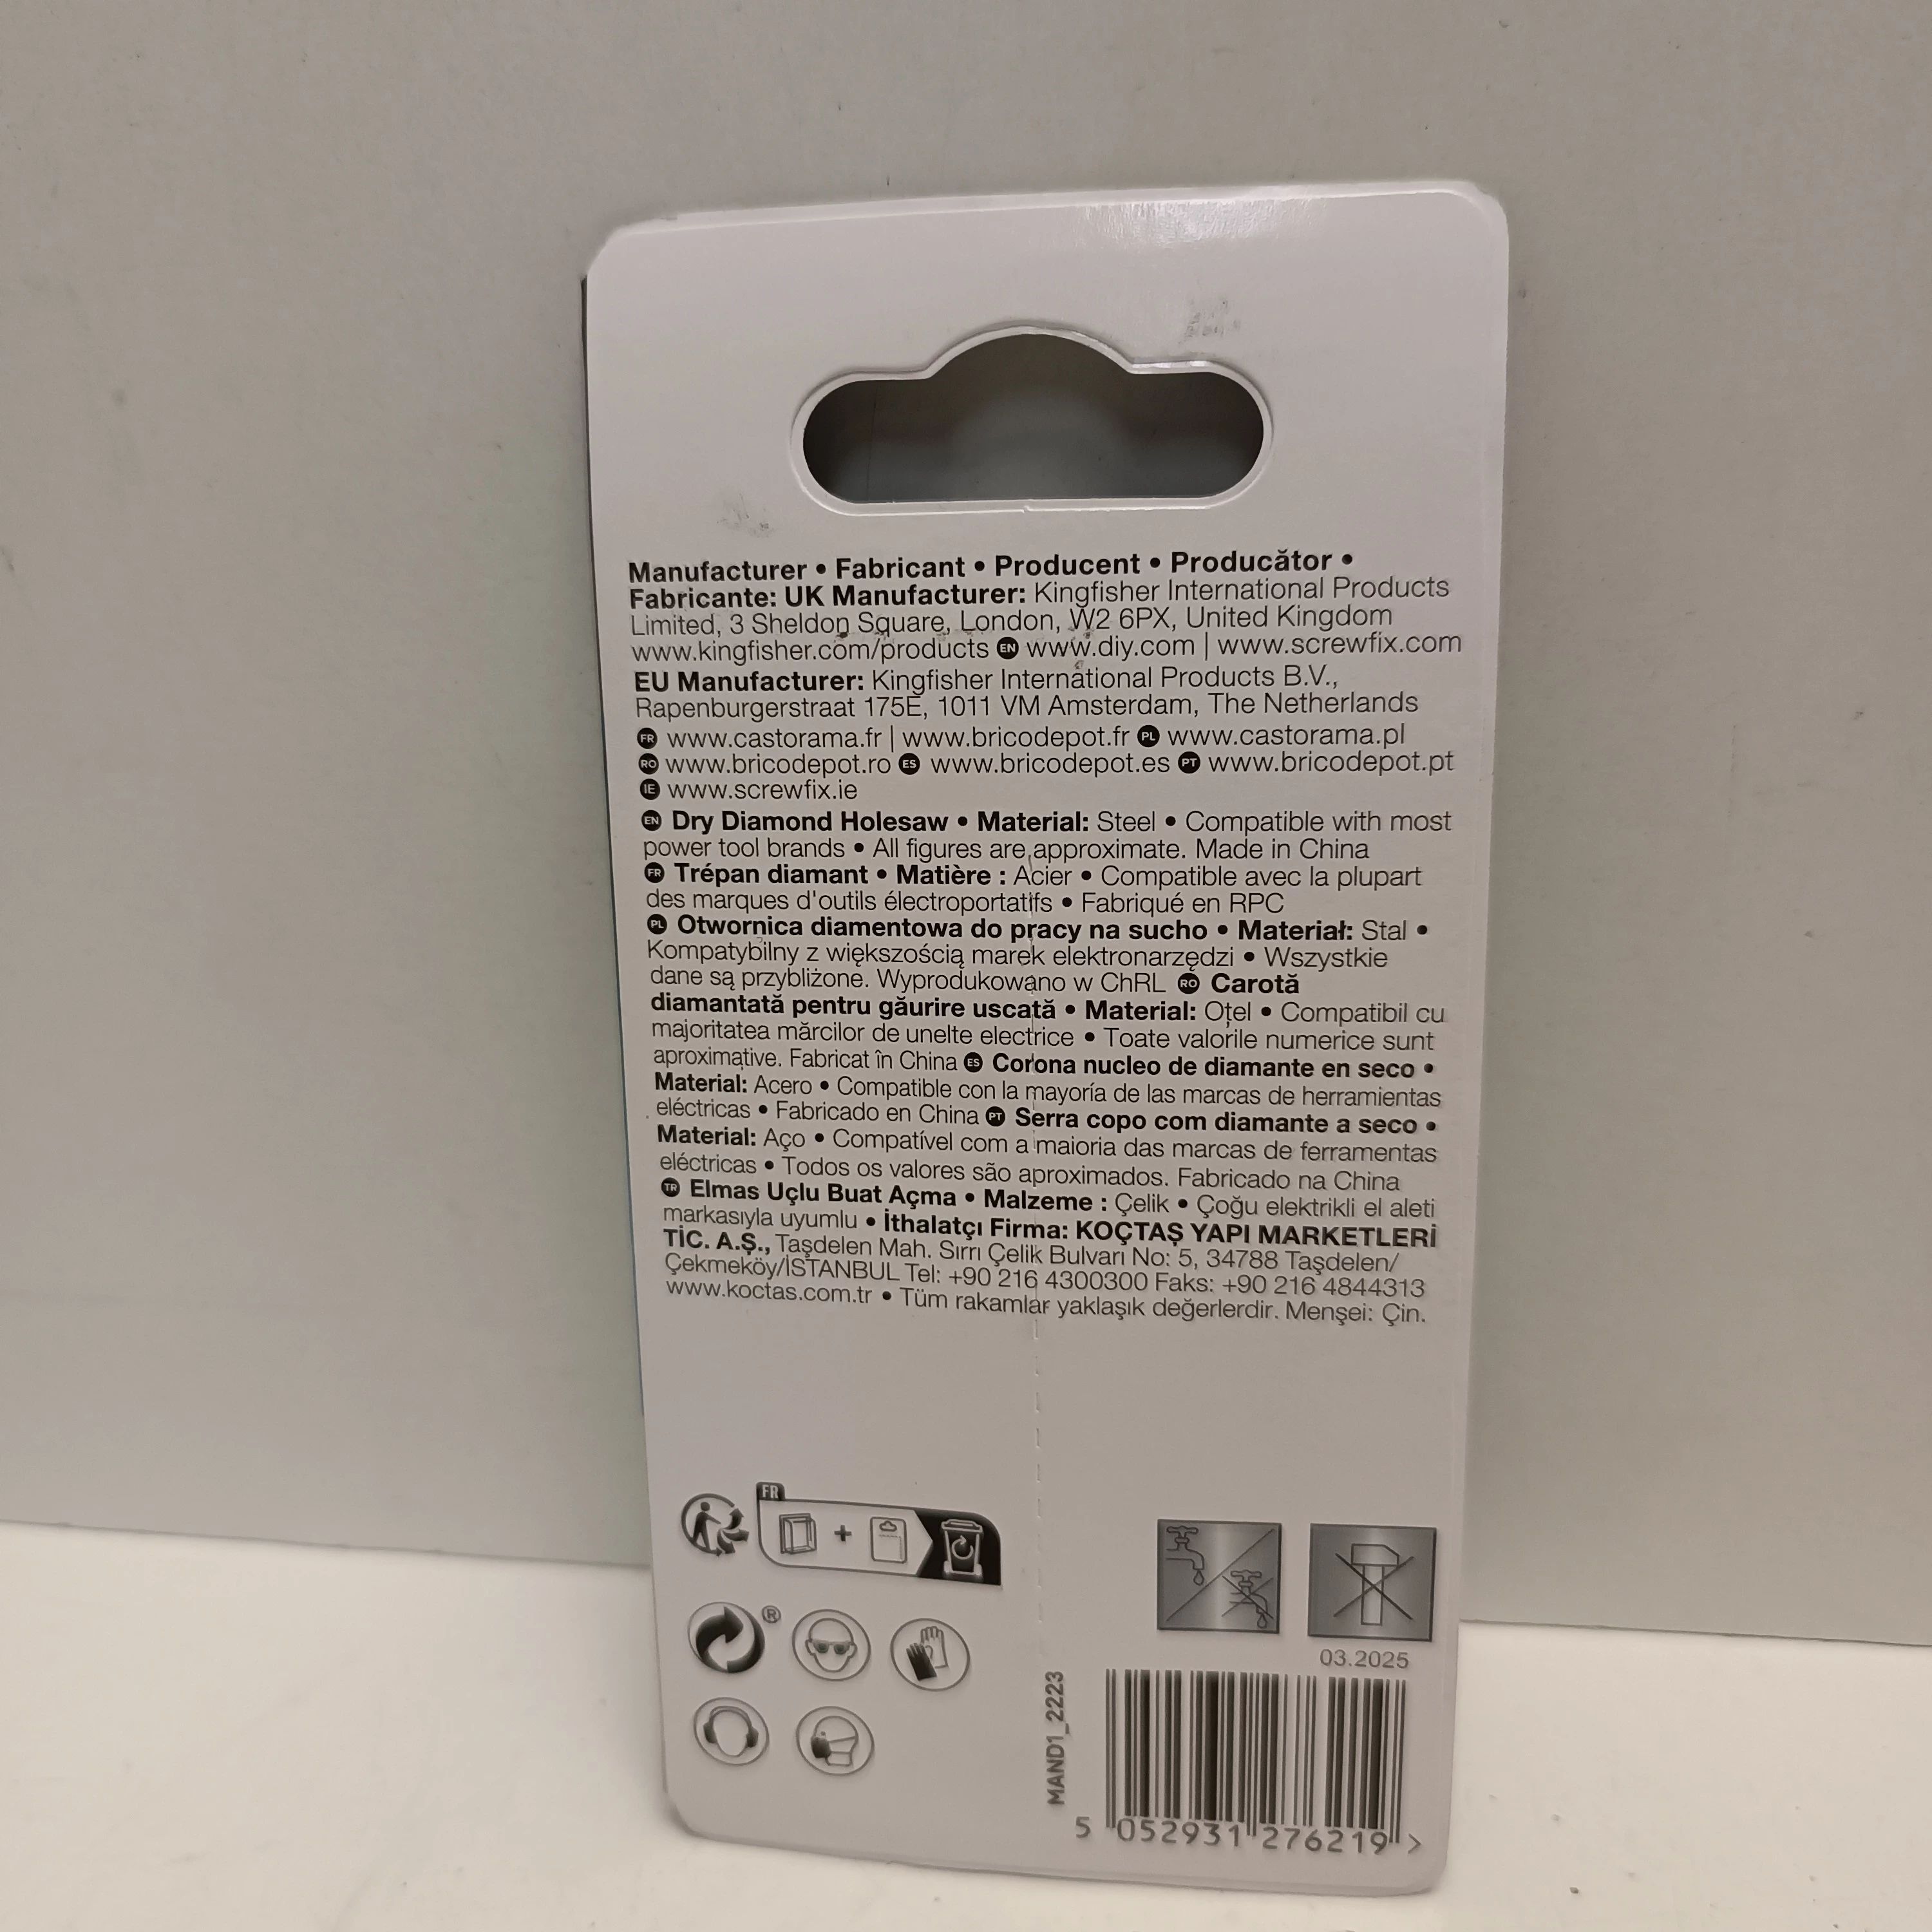 Manufacturer • Fabricant • Producent • Producător •
Fabricante: UK Manufacturer: Kingfisher International Products
Limited, 3 Sheldon Square, London, W2 6PX, United Kingdom
www.kingfisher.com/products EN www.diy.com | www.screwfix.com
EU Manufacturer: Kingfisher International Products B.V.,
Rapenburgerstraat 175E, 1011 VM Amsterdam, The Netherlands
FR www.castorama.fr | www.bricodepot.fr PL www.castorama.pl
RO www.bricodepot.ro ES www.bricodepot.es PT www.bricodepot.pt
IE www.screwfix.ie
EN Dry Diamond Holesaw • Material: Steel • Compatible with most
power tool brands • All figures are approximate. Made in China
FR Trépan diamant • Matière : Acier • Compatible avec la plupart
des marques d'outils électroportatifs • Fabriqué en RPC
PL Otwornica diamentowa do pracy na sucho • Materiał: Stal •
Kompatybilny z większością marek elektronarzędzi • Wszystkie
dane są przybliżone. Wyprodukowano w ChRL RO Carotă
diamantată pentru găurire uscată • Material: Oțel • Compatibil cu
majoritatea mărcilor de unelte electrice • Toate valorile numerice sunt
aproximative. Fabricat în China ES Corona nucleo de diamante en seco •
Material: Acero • Compatible con la mayoría de las marcas de herramientas
eléctricas • Fabricado en China PT Serra copo com diamante a seco •
Material: Aço • Compatível com a maioria das marcas de ferramentas
eléctricas • Todos os valores são aproximados. Fabricado na China
TR Elmas Uçlu Buat Açma • Malzeme : Çelik • Çoğu elektrikli el aleti
markasıyla uyumlu • İthalatçı Firma: KOÇTAŞ YAPI MARKETLERİ
TİC. A.Ş., Taşdelen Mah. Sırrı Çelik Bulvarı No: 5, 34788 Taşdelen/
Çekmeköy/İSTANBUL Tel: +90 216 4300300 Faks: +90 216 4844313
www.koctas.com.tr • Tüm rakamlar yaklaşık değerlerdir. Menşei: Çin.
FR
+
®
03.2025
MAND1_2223
5 052931 276219 >